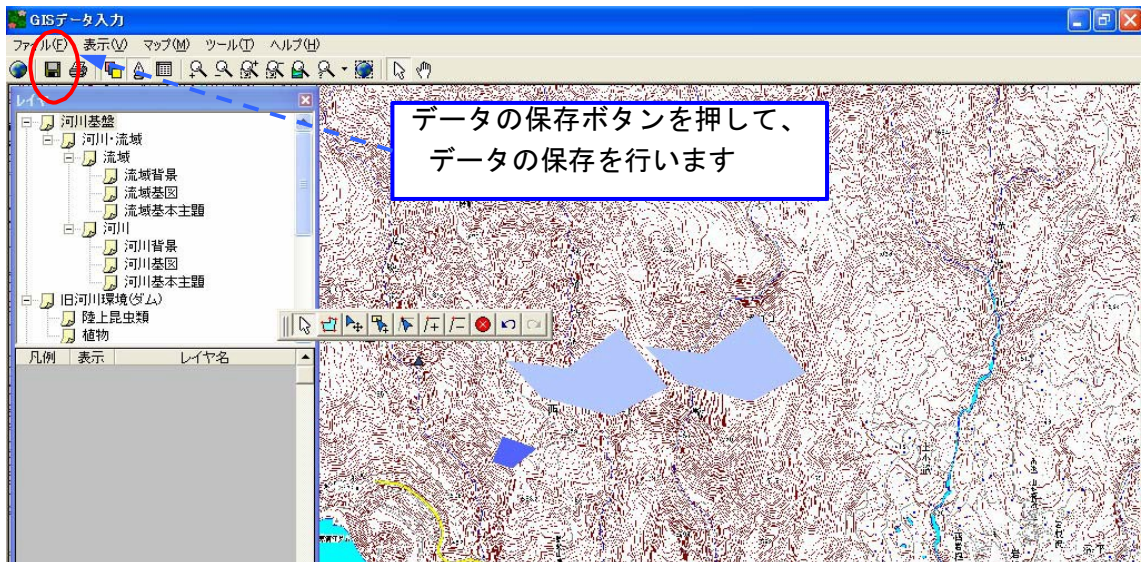 GISデータ入力
ファイル(F) 表示(V) マップ(M) ツール(T) ヘルプ(H)
データの保存ボタンを押して、
データの保存を行います
河川基盤
河川・流域
流域
流域背景
流域基図
流域基本主題
河川
河川背景
河川基図
河川基本主題
旧河川環境(ダム)
陸上昆虫類
植物
凡例 表示 レイヤ名
西